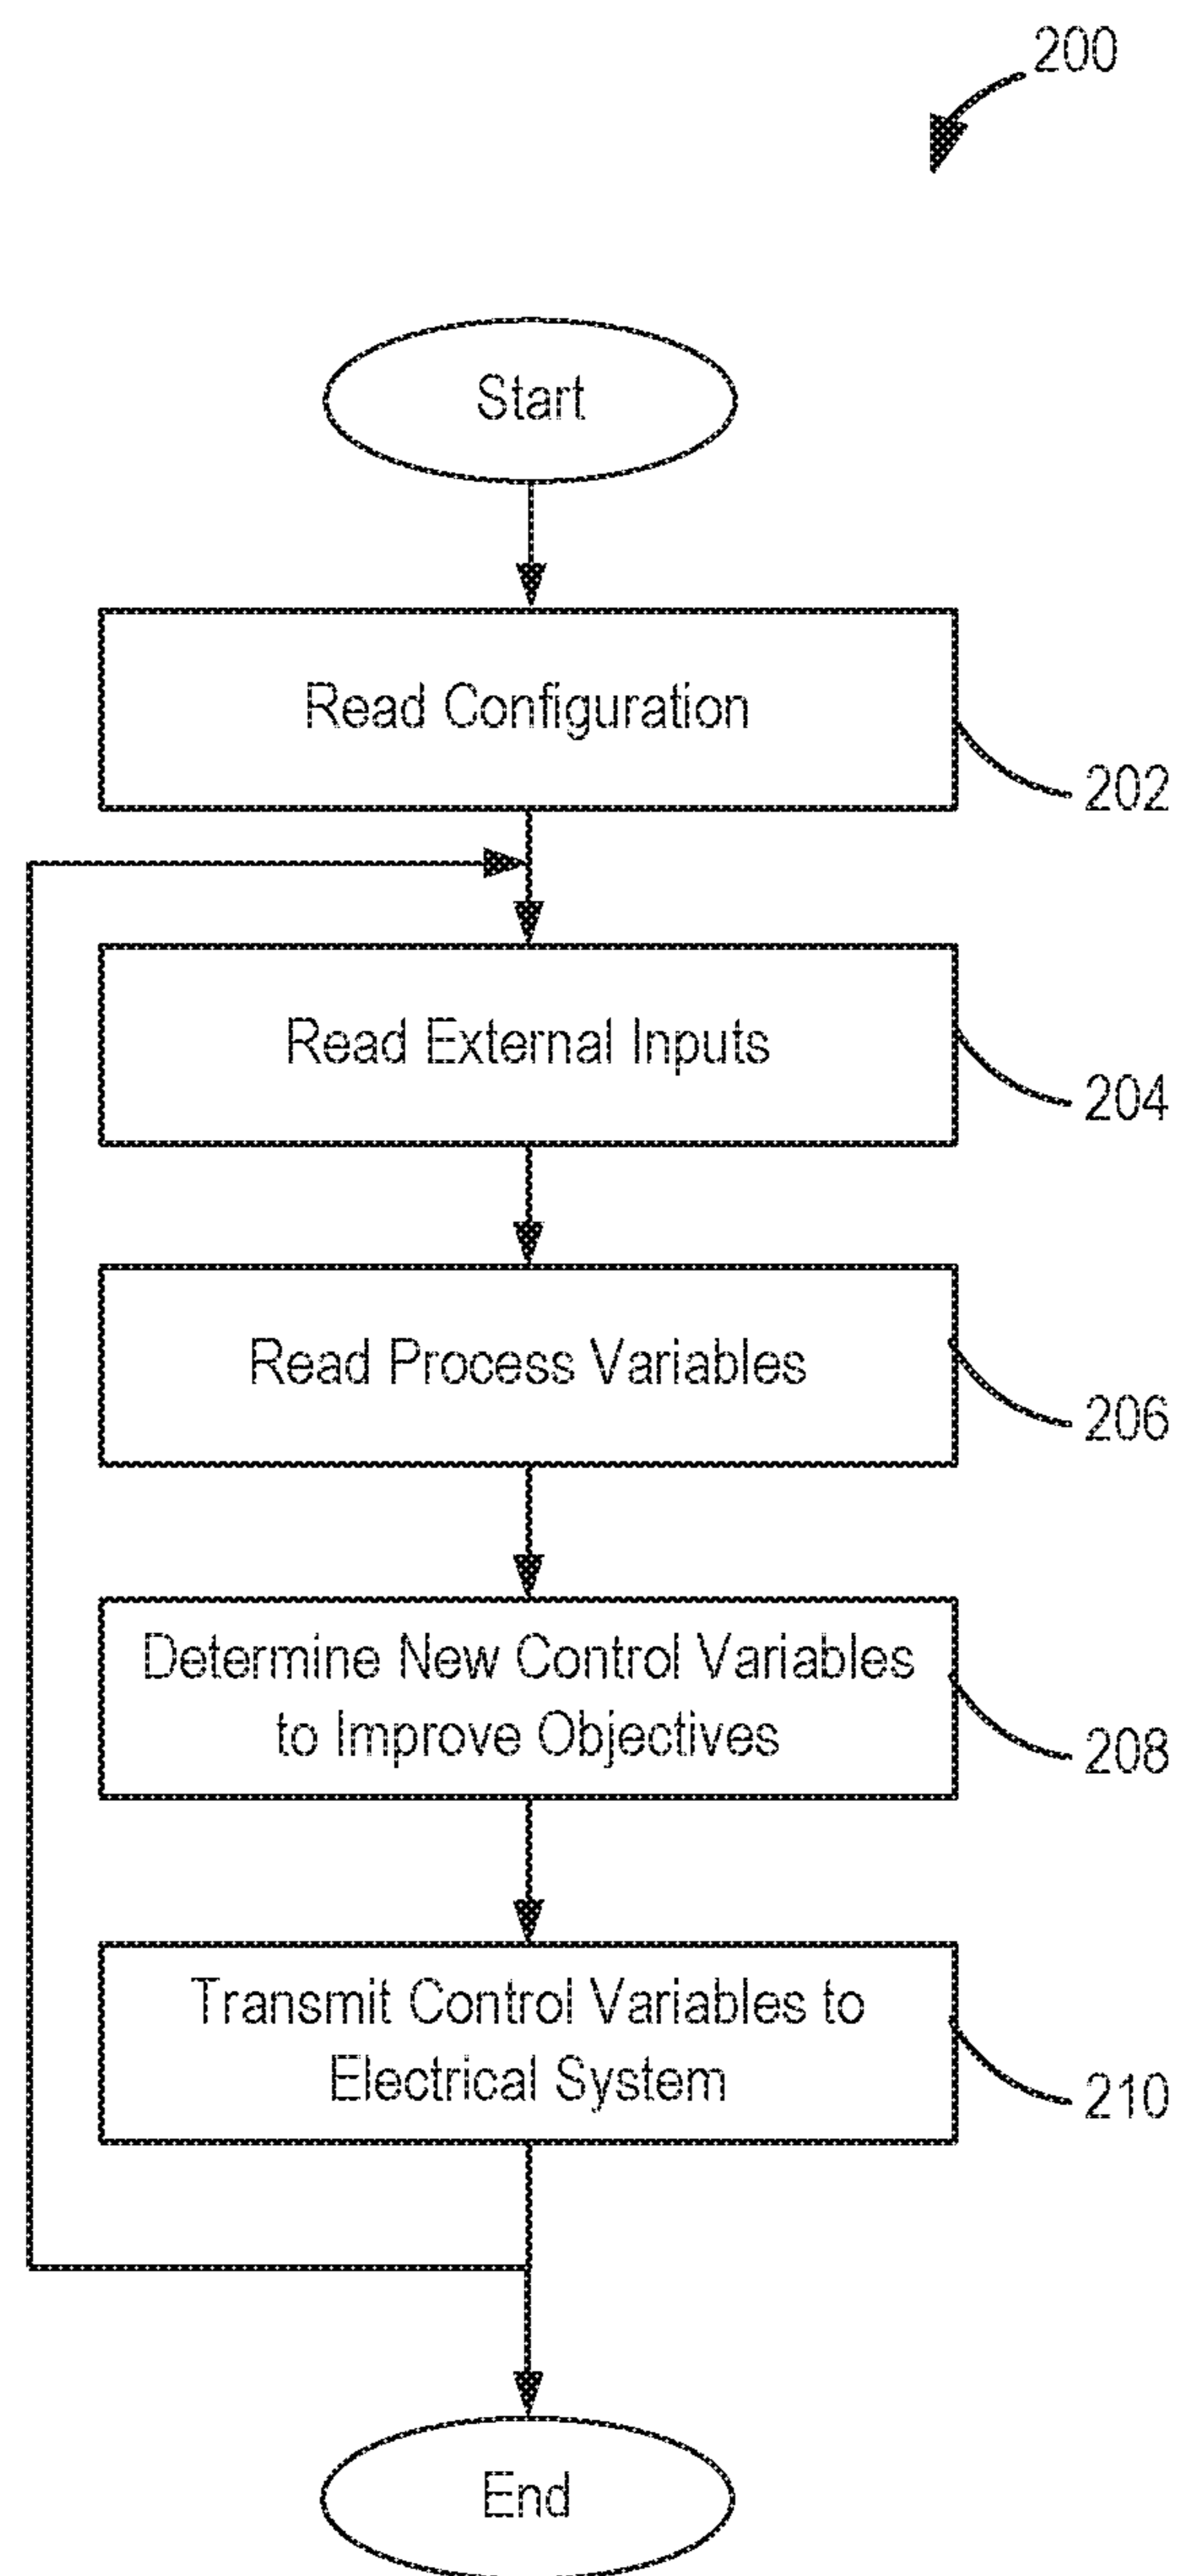 200
Start
Read Configuration
202
Read External Inputs
204
Read Process Variables
206
Determine New Control Variables
to Improve Objectives
208
Transmit Control Variables to
Electrical System
210
End